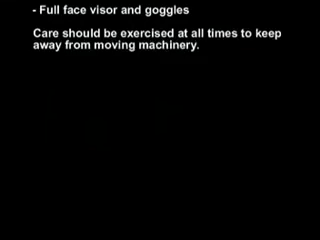 - Full face visor and goggles
Care should be exercised at all times to keep
away from moving machinery.